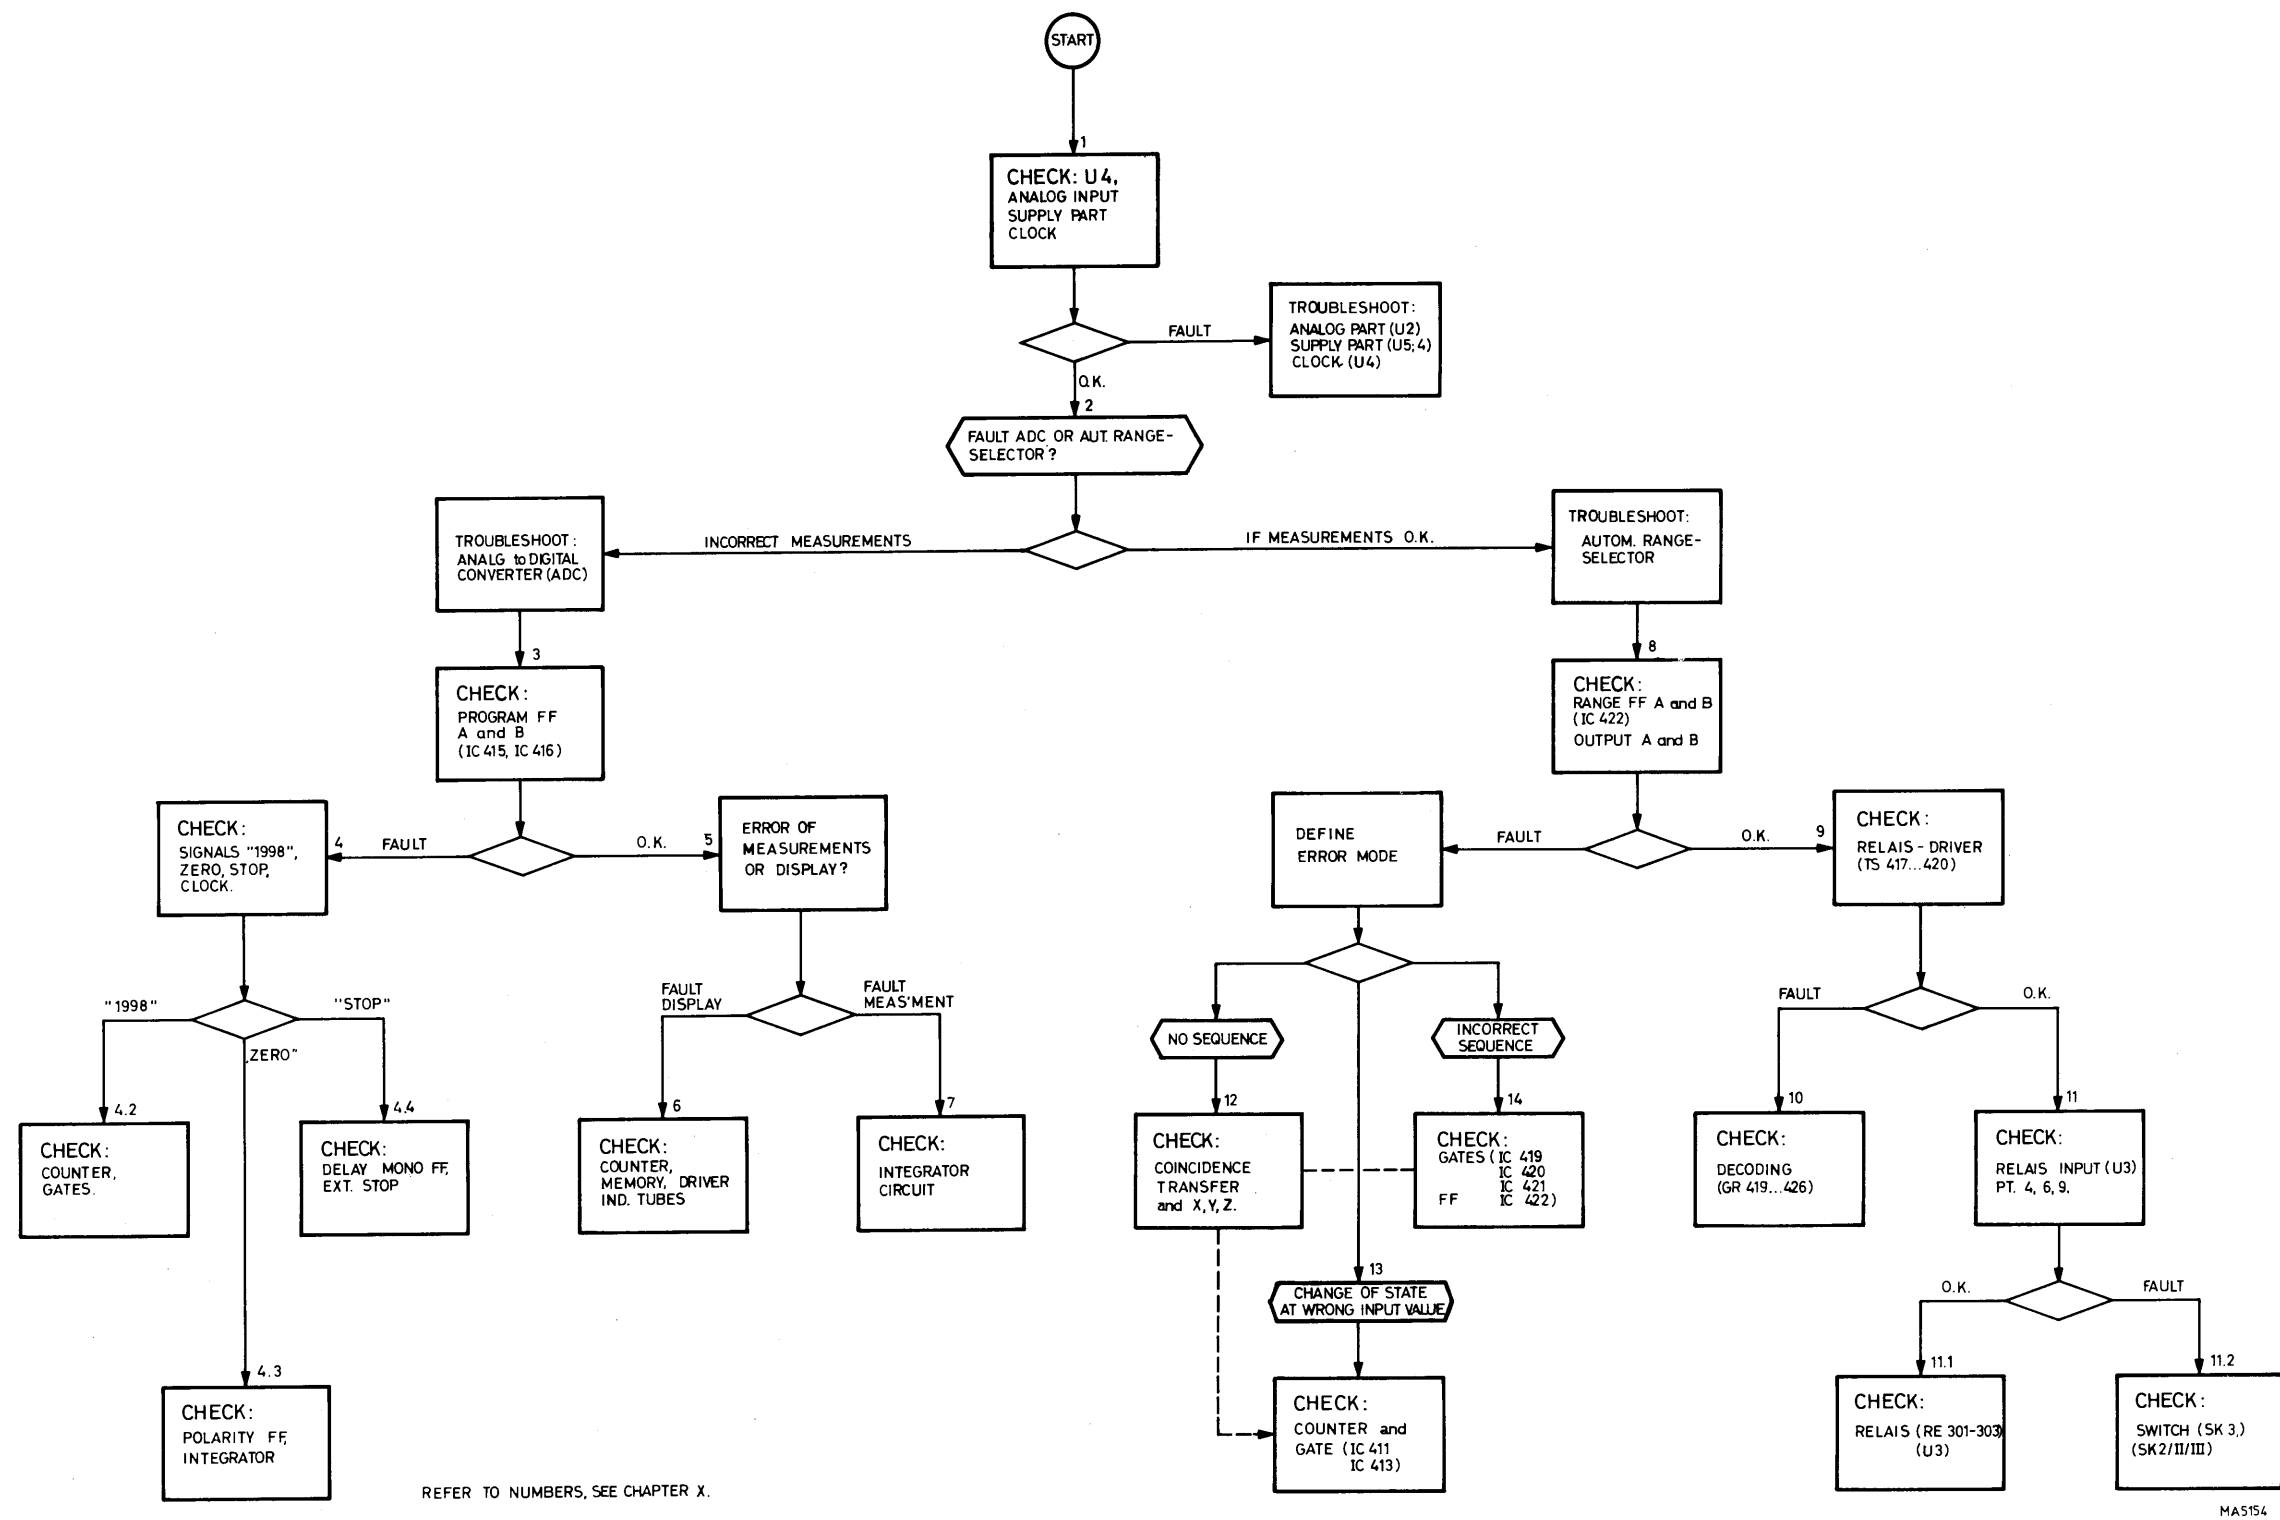 START
1
CHECK: U4,
ANALOG INPUT
SUPPLY PART
CLOCK
FAULT
TROUBLESHOOT:
ANALOG PART (U2)
SUPPLY PART (U5;4)
CLOCK (U4)
O.K.
2
FAULT ADC OR AUT. RANGE-
SELECTOR ?
INCORRECT MEASUREMENTS
IF MEASUREMENTS O.K.
TROUBLESHOOT:
ANALG to DIGITAL
CONVERTER (ADC)
TROUBLESHOOT:
AUTOM. RANGE-
SELECTOR
3
CHECK:
PROGRAM FF
A and B
(IC 415, IC 416)
8
CHECK:
RANGE FF A and B
(IC 422)
OUTPUT A and B
4
FAULT
O.K.
5
CHECK:
SIGNALS "1998",
ZERO, STOP,
CLOCK.
ERROR OF
MEASUREMENTS
OR DISPLAY?
DEFINE
ERROR MODE
FAULT
O.K.
9
CHECK:
RELAIS - DRIVER
(TS 417...420)
"1998"
"STOP"
„ZERO"
FAULT
DISPLAY
FAULT
MEAS'MENT
NO SEQUENCE
INCORRECT
SEQUENCE
FAULT
O.K.
4.2
CHECK:
COUNTER,
GATES.
4.4
CHECK:
DELAY MONO FF,
EXT. STOP
6
CHECK:
COUNTER,
MEMORY, DRIVER
IND. TUBES
7
CHECK:
INTEGRATOR
CIRCUIT
12
CHECK:
COINCIDENCE
TRANSFER
and X, Y, Z.
14
CHECK:
GATES (IC 419
IC 420
IC 421
FF IC 422)
10
CHECK:
DECODING
(GR 419...426)
11
CHECK:
RELAIS INPUT (U3)
PT. 4, 6, 9.
13
CHANGE OF STATE
AT WRONG INPUT VALUE
O.K.
FAULT
4.3
CHECK:
POLARITY FF,
INTEGRATOR
CHECK:
COUNTER and
GATE (IC 411
IC 413)
11.1
CHECK:
RELAIS (RE 301-303)
(U3)
11.2
CHECK:
SWITCH (SK 3,)
(SK2/II/III)
REFER TO NUMBERS, SEE CHAPTER X.
MA5154